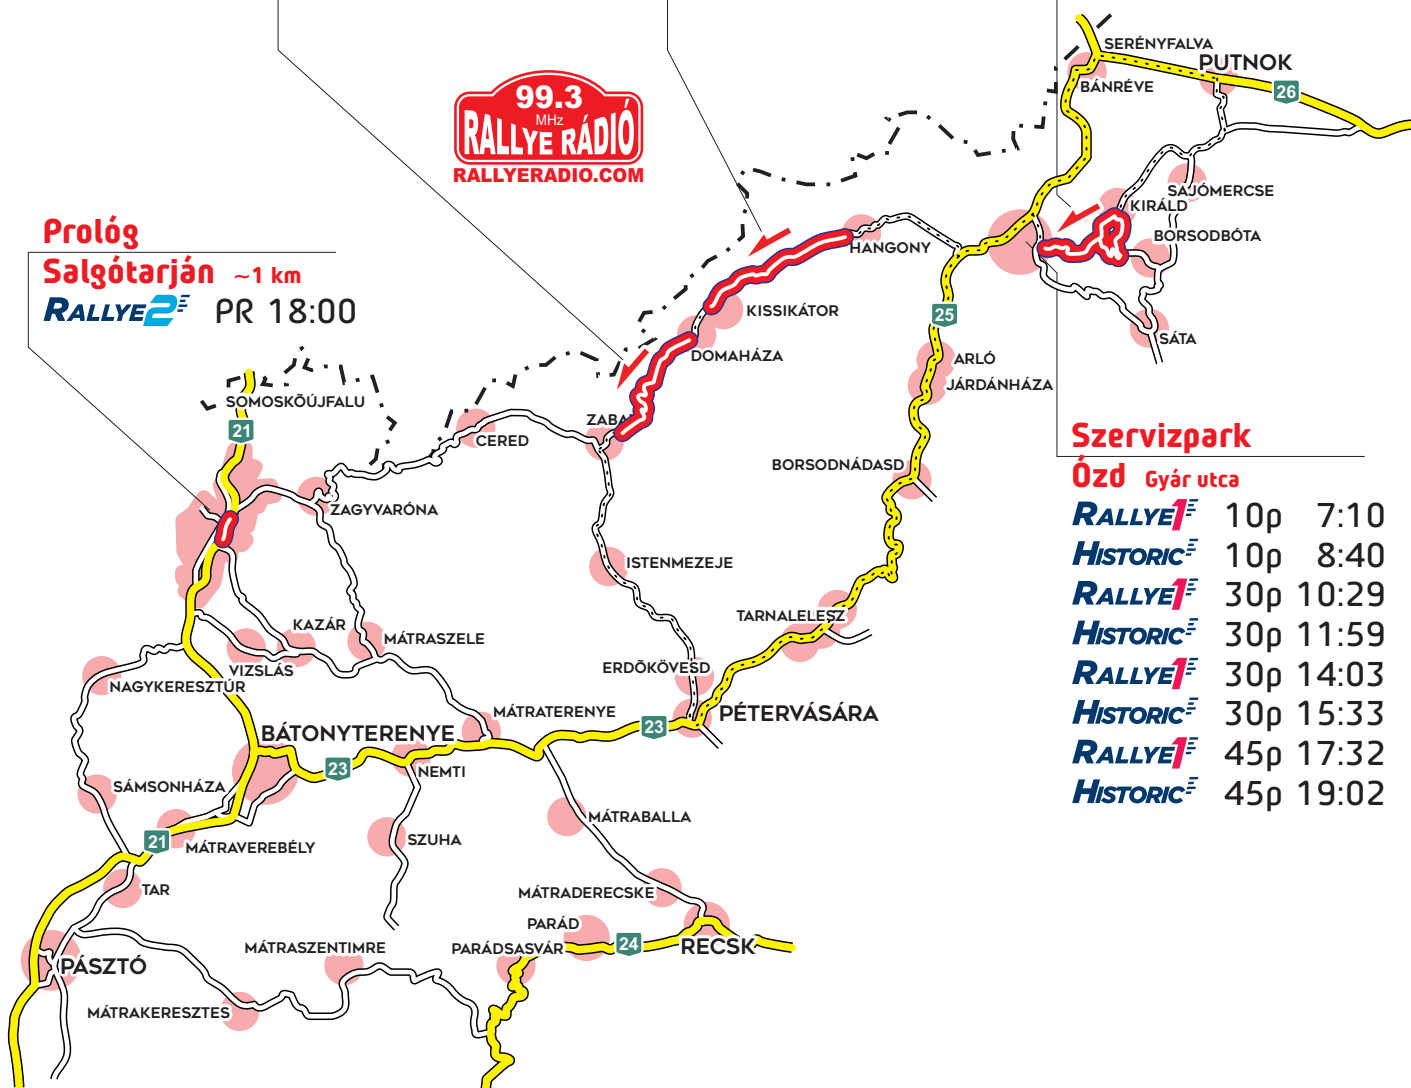 SERÉNYFALVA
PUTNOK
BÁNRÉVE
26
99.3
MHz
RALLYE RÁDIÓ
RALLYERADIO.COM
SAJÓMERCSE
KIRÁLD
BORSODBÓTA
HANGONY
Prológ
Salgótarján ~1 km
RALLYE2 PR 18:00
KISSIKÁTOR
25
SÁTA
DOMAHÁZA
ARLÓ
JÁRDÁNHÁZA
SOMOSKŐÚJFALU
21
ZABAR
CERED
BORSODNÁDASD
ZAGYVARÓNA
Szervizpark
Ózd Gyár utca
RALLYE1 10p 7:10
HISTORIC 10p 8:40
RALLYE1 30p 10:29
HISTORIC 30p 11:59
RALLYE1 30p 14:03
HISTORIC 30p 15:33
RALLYE1 45p 17:32
HISTORIC 45p 19:02
ISTENMEZEJE
TARNALELESZ
KAZÁR
MÁTRASZELE
VIZSLÁS
NAGYKERESZTÚR
ERDŐKÖVESD
MÁTRATERENYE
PÉTERVÁSÁRA
23
BÁTONYTERENYE
23
NEMTI
SÁMSONHÁZA
MÁTRABALLA
21
MÁTRAVEREBÉLY
SZUHA
TAR
MÁTRADERECSKE
PARÁD
MÁTRASZENTIMRE
PARÁDSASVÁR
24
RECSK
PÁSZTÓ
MÁTRAKERESZTES